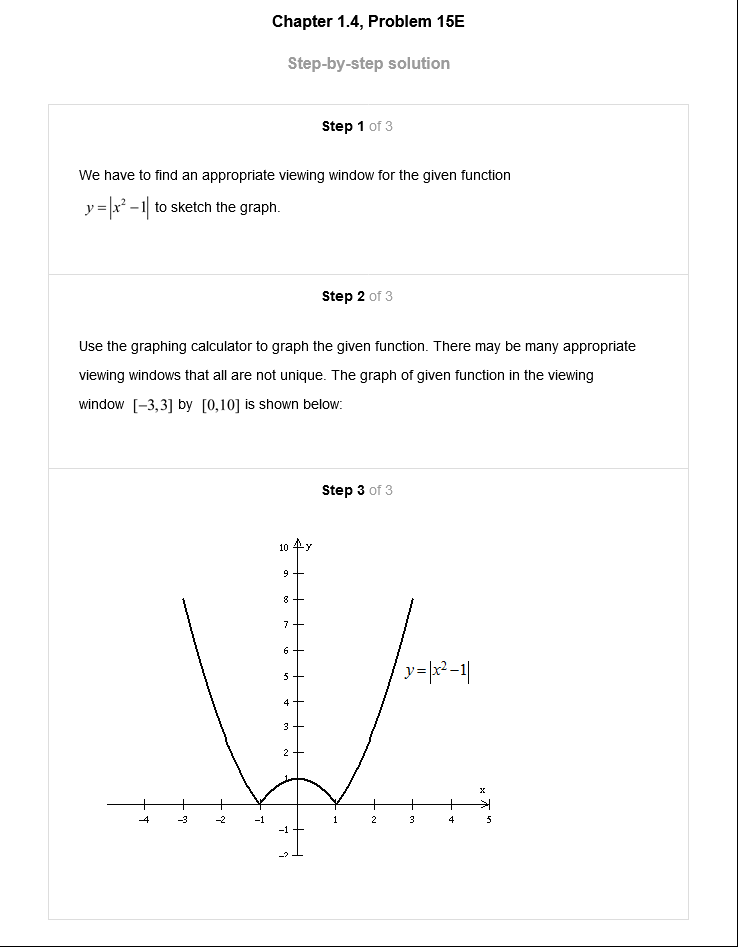 Chapter 1.4, Problem 15E
Step-by-step solution
Step 1 of 3
We have to find an appropriate viewing window for the given function
y = |x² – 1| to sketch the graph.
Step 2 of 3
Use the graphing calculator to graph the given function. There may be many appropriate
viewing windows that all are not unique. The graph of given function in the viewing
window [–3,3] by [0,10] is shown below:
Step 3 of 3
10 y
9
8
7
6
y = |x² – 1|
5
4
3
2
1
x
–4 –3 –2 –1 1 2 3 4 5
–1
–2